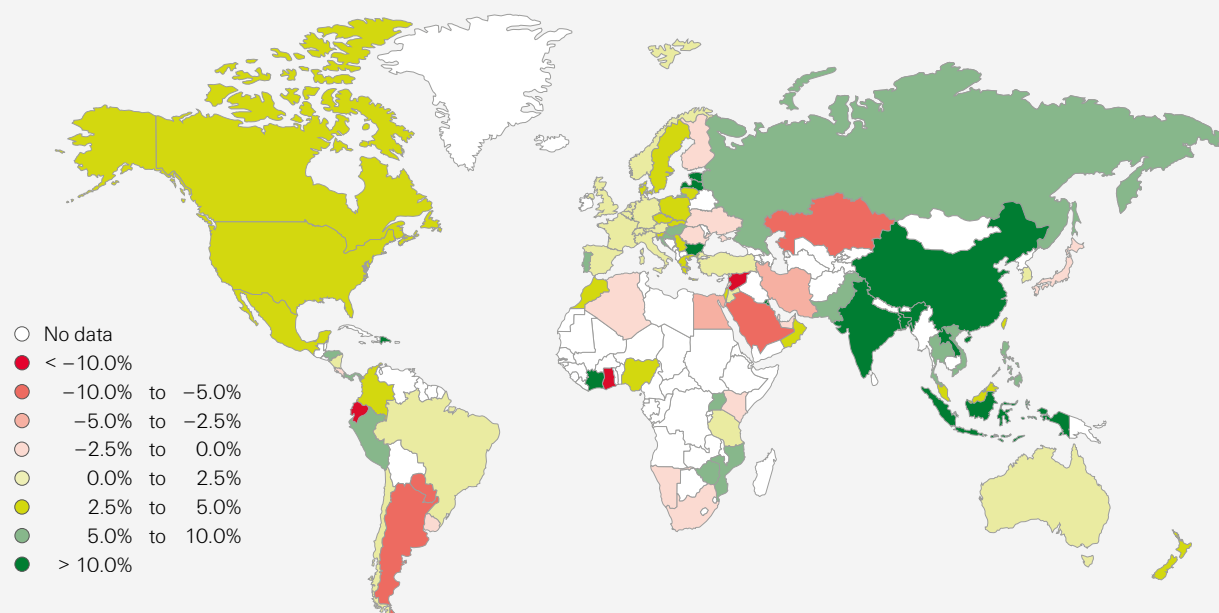 No data
< −10.0%
−10.0% to −5.0%
−5.0% to −2.5%
−2.5% to 0.0%
0.0% to 2.5%
2.5% to 5.0%
5.0% to 10.0%
> 10.0%